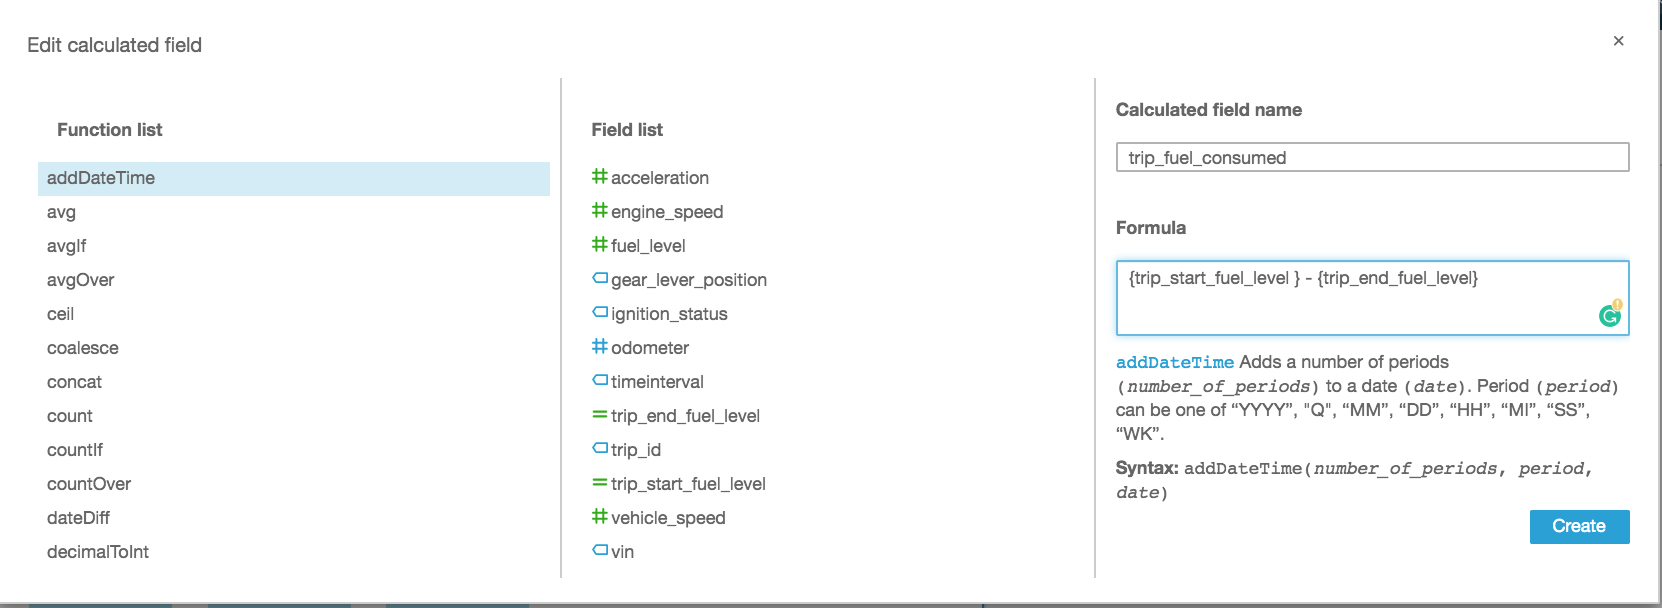 Edit calculated field
×
Function list
addDateTime
avg
avgIf
avgOver
ceil
coalesce
concat
count
countIf
countOver
dateDiff
decimalToInt
Field list
acceleration
engine_speed
fuel_level
gear_lever_position
ignition_status
odometer
timeinterval
trip_end_fuel_level
trip_id
trip_start_fuel_level
vehicle_speed
vin
Calculated field name
trip_fuel_consumed
Formula
{trip_start_fuel_level } - {trip_end_fuel_level}
addDateTime Adds a number of periods
(number_of_periods) to a date (date). Period (period)
can be one of “YYYY”, "Q", “MM”, “DD”, “HH”, “MI”, “SS”,
“WK”.
Syntax: addDateTime(number_of_periods, period,
date)
Create